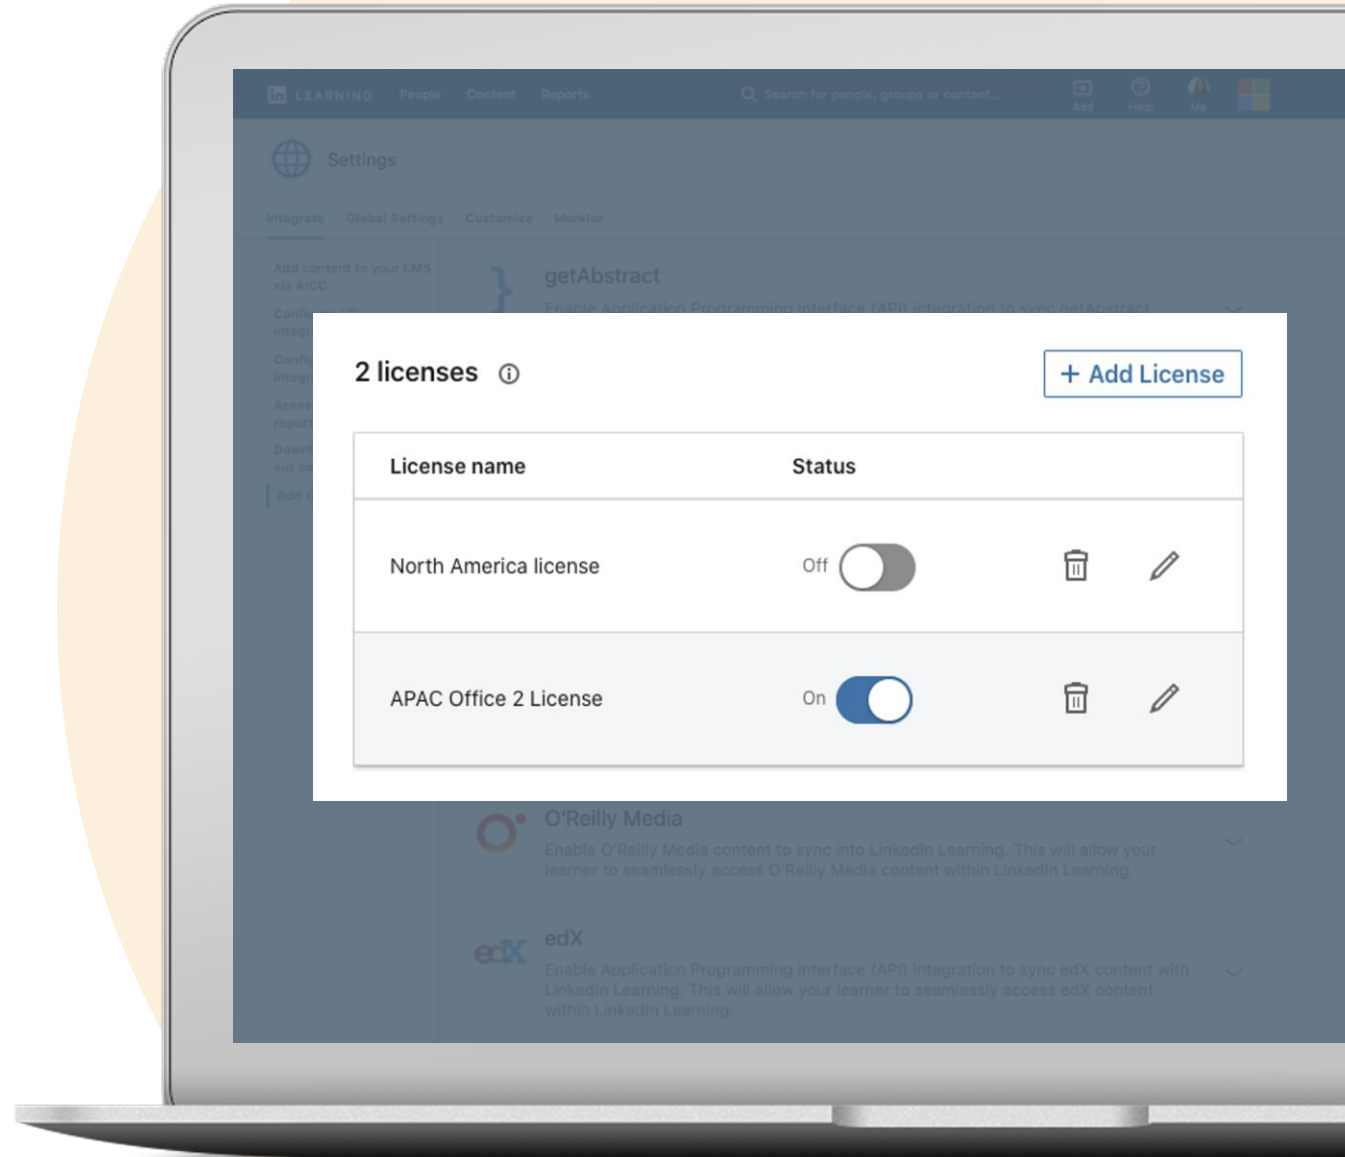 in LEARNING People Content Reports Search for people, groups or content... Add Help Me
Settings
Integrate Global Settings Customize Monitor
Add content to your LMS
via AICC
getAbstract
Enable Application Programming Interface (API) integration to sync getAbstract
2 licenses
+ Add License
License name Status
North America license Off
APAC Office 2 License On
O'Reilly Media
Enable O'Reilly Media content to sync into LinkedIn Learning. This will allow your
learner to seamlessly access O'Reilly Media content within LinkedIn Learning.
edX
edX
Enable Application Programming Interface (API) integration to sync edX content with
LinkedIn Learning. This will allow your learner to seamlessly access edX content
within LinkedIn Learning.